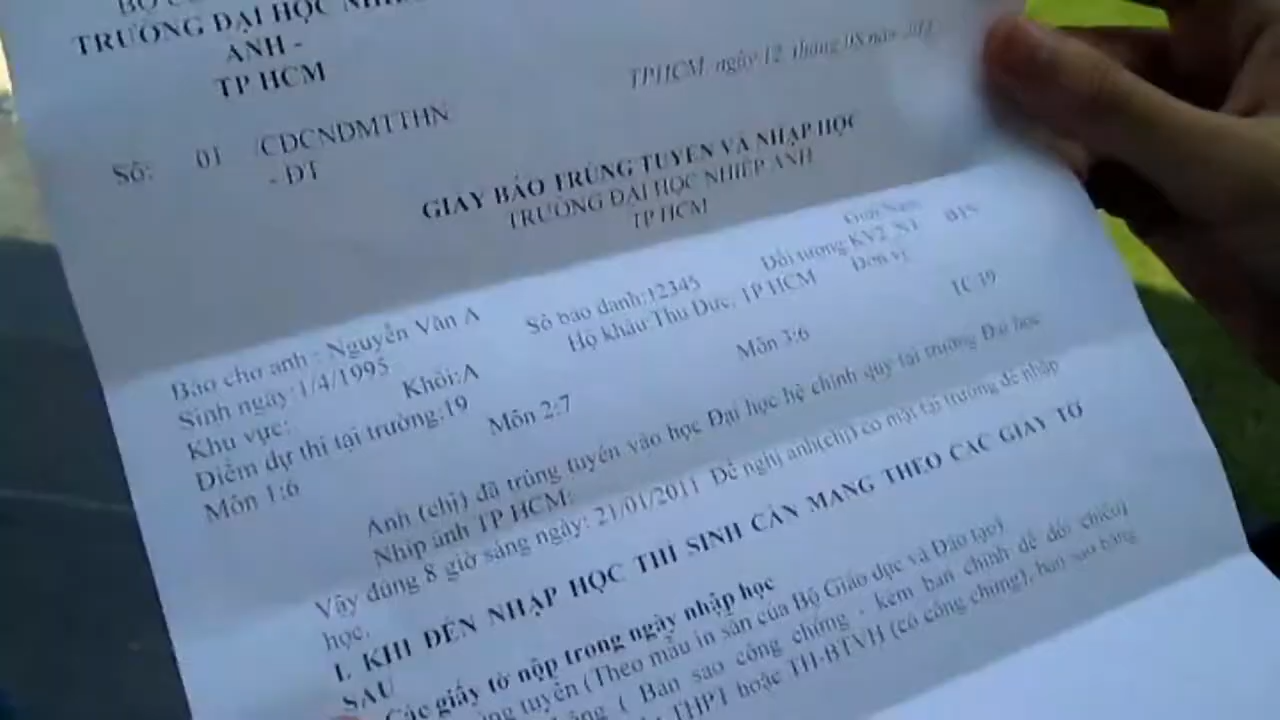 TRƯỜNG ĐẠI HỌC NHIẾP
ẢNH -
TP HCM
TPHCM, ngày 12 tháng 08 năm
Số: 01 /CDCNDMTTHN
- ĐT
GIẤY BÁO TRÚNG TUYỂN VÀ NHẬP HỌC
TRƯỜNG ĐẠI HỌC NHIẾP ẢNH
TP HCM
Báo cho anh : Nguyễn Văn A Số báo danh:12345 Đối tượng:KV2_NT
Sinh ngày:1/4/1995 Hộ khẩu:Thủ Đức, TP HCM Đơn vị
Khu vực: Khối:A
Điểm dự thi tại trường:19 TC 19
Môn 1:6 Môn 2:7 Môn 3:6
Anh (chị) đã trúng tuyển vào học Đại học hệ chính quy tại trường Đại học
Nhip ảnh TP HCM:
Vậy đúng 8 giờ sáng ngày: 21/01/2011 Đề nghị anh(chị) có mặt tại trường để nhập
học.
I. KHI ĐẾN NHẬP HỌC THÍ SINH CẦN MANG THEO CÁC GIẤY TỜ
SAU
Các giấy tờ nộp trong ngày nhập học
tuyển (Theo mẫu in sẵn của Bộ Giáo dục và Đào tạo)
( Bản sao công chứng , kèm bản chính để đối chiếu)
THPT hoặc TH-BTVH (có công chứng), bản sao bằng